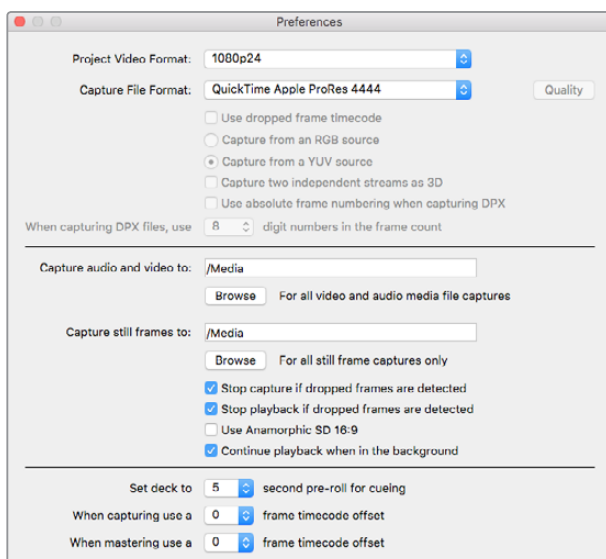 Preferences
Project Video Format: 1080p24
Capture File Format: QuickTime Apple ProRes 4444 Quality
Use dropped frame timecode
Capture from an RGB source
Capture from a YUV source
Capture two independent streams as 3D
Use absolute frame numbering when capturing DPX
When capturing DPX files, use 8 digit numbers in the frame count
Capture audio and video to: /Media
Browse For all video and audio media file captures
Capture still frames to: /Media
Browse For all still frame captures only
Stop capture if dropped frames are detected
Stop playback if dropped frames are detected
Use Anamorphic SD 16:9
Continue playback when in the background
Set deck to 5 second pre-roll for cueing
When capturing use a 0 frame timecode offset
When mastering use a 0 frame timecode offset